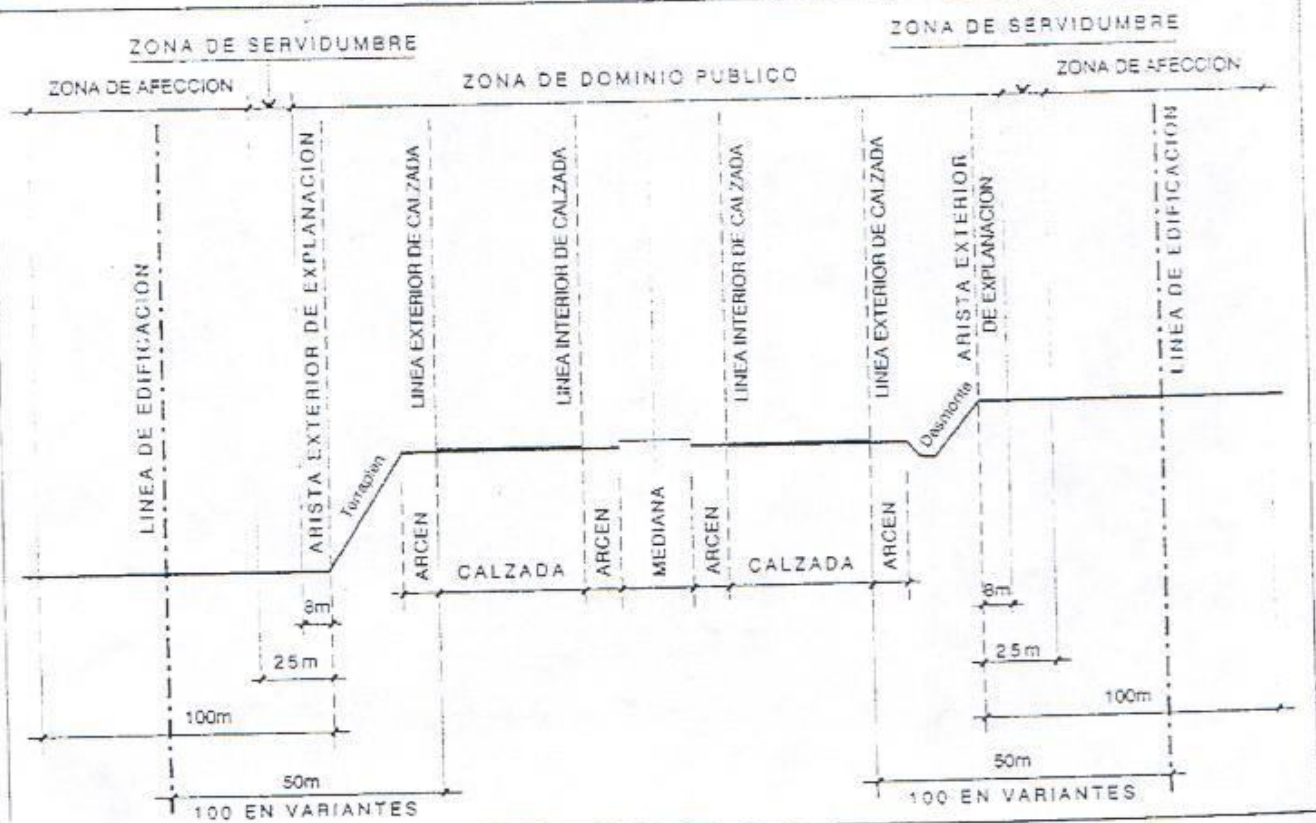 ZONA DE SERVIDUMBRE
ZONA DE SERVIDUMBRE
ZONA DE AFECCION
ZONA DE DOMINIO PUBLICO
ZONA DE AFECCION
LINEA DE EDIFICACION
ARISTA EXTERIOR DE EXPLANACION
LINEA EXTERIOR DE CALZADA
LINEA INTERIOR DE CALZADA
LINEA INTERIOR DE CALZADA
LINEA EXTERIOR DE CALZADA
ARISTA EXTERIOR
DE EXPLANACION
LINEA DE EDIFICACION
Terraplen
Desmonte
ARCEN
CALZADA
ARCEN
MEDIANA
ARCEN
CALZADA
ARCEN
8m
8m
25m
25m
100m
100m
50m
50m
100 EN VARIANTES
100 EN VARIANTES